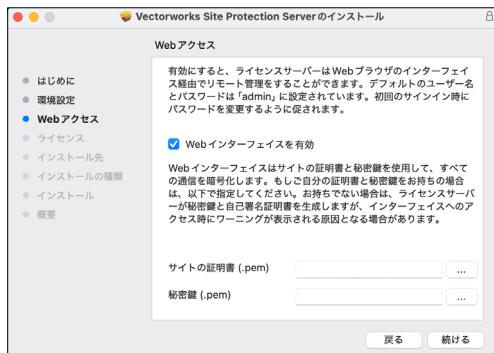 Vectorworks Site Protection Serverのインストール
Webアクセス
はじめに
環境設定
Webアクセス
ライセンス
インストール先
インストールの種類
インストール
概要
有効にすると、ライセンスサーバーはWebブラウザのインターフェイ
ス経由でリモート管理をすることができます。デフォルトのユーザー名
とパスワードは「admin」に設定されています。初回のサインイン時に
パスワードを変更するように促されます。
Webインターフェイスを有効
Webインターフェイスはサイトの証明書と秘密鍵を使用して、すべて
の通信を暗号化します。もしご自分の証明書と秘密鍵をお持ちの場合
は、以下で指定してください。お持ちでない場合は、ライセンスサーバ
ーが秘密鍵と自己署名証明書を生成しますが、インターフェイスへのア
クセス時にワーニングが表示される原因となる場合があります。
サイトの証明書 (.pem) ...
秘密鍵 (.pem) ...
戻る 続ける